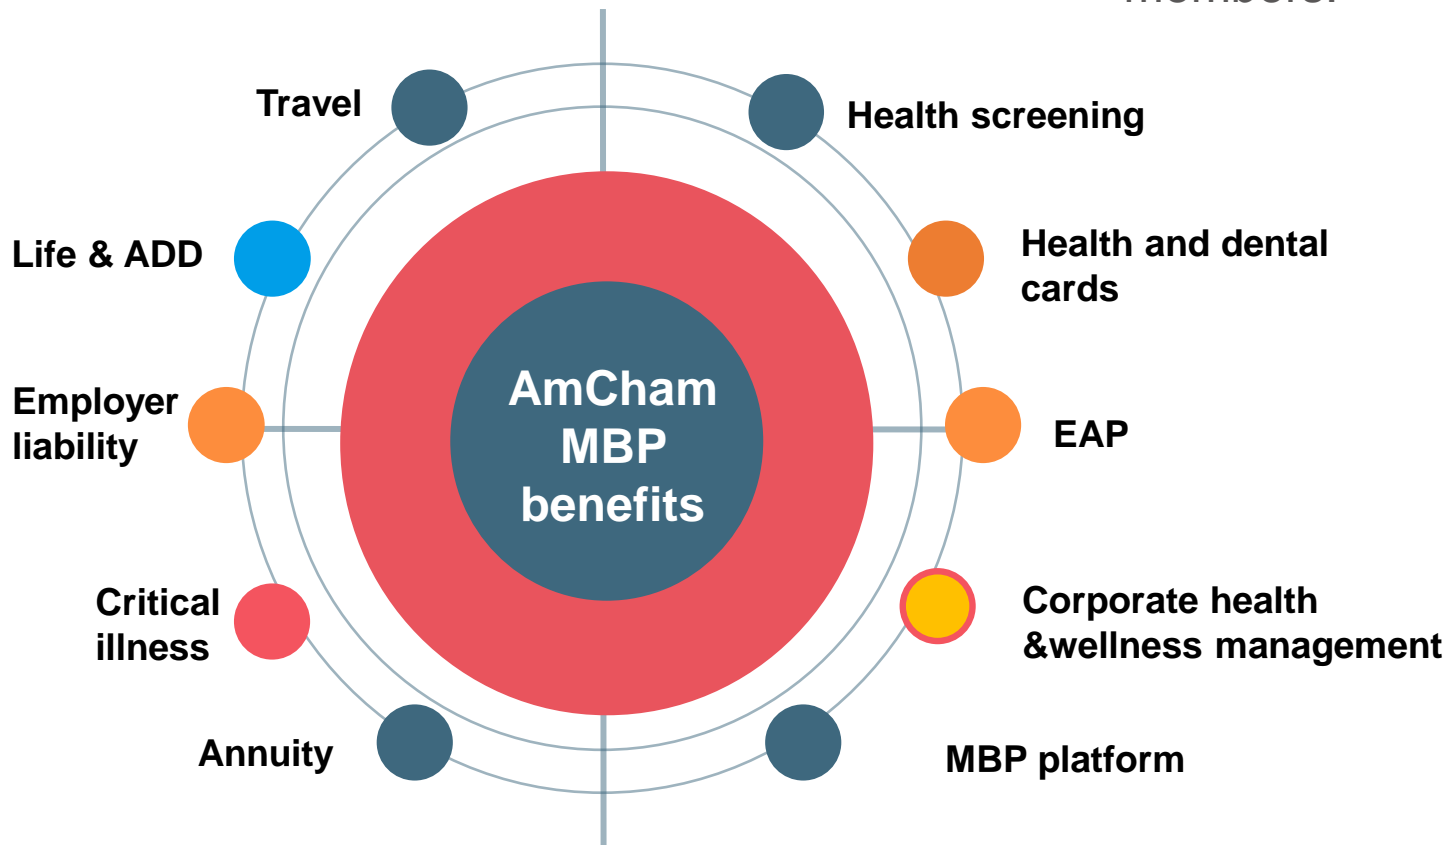 members.
Travel
Health screening
Life & ADD
Health and dental
cards
Employer
liability
AmCham
MBP
benefits
EAP
Critical
illness
Corporate health
&wellness management
Annuity
MBP platform